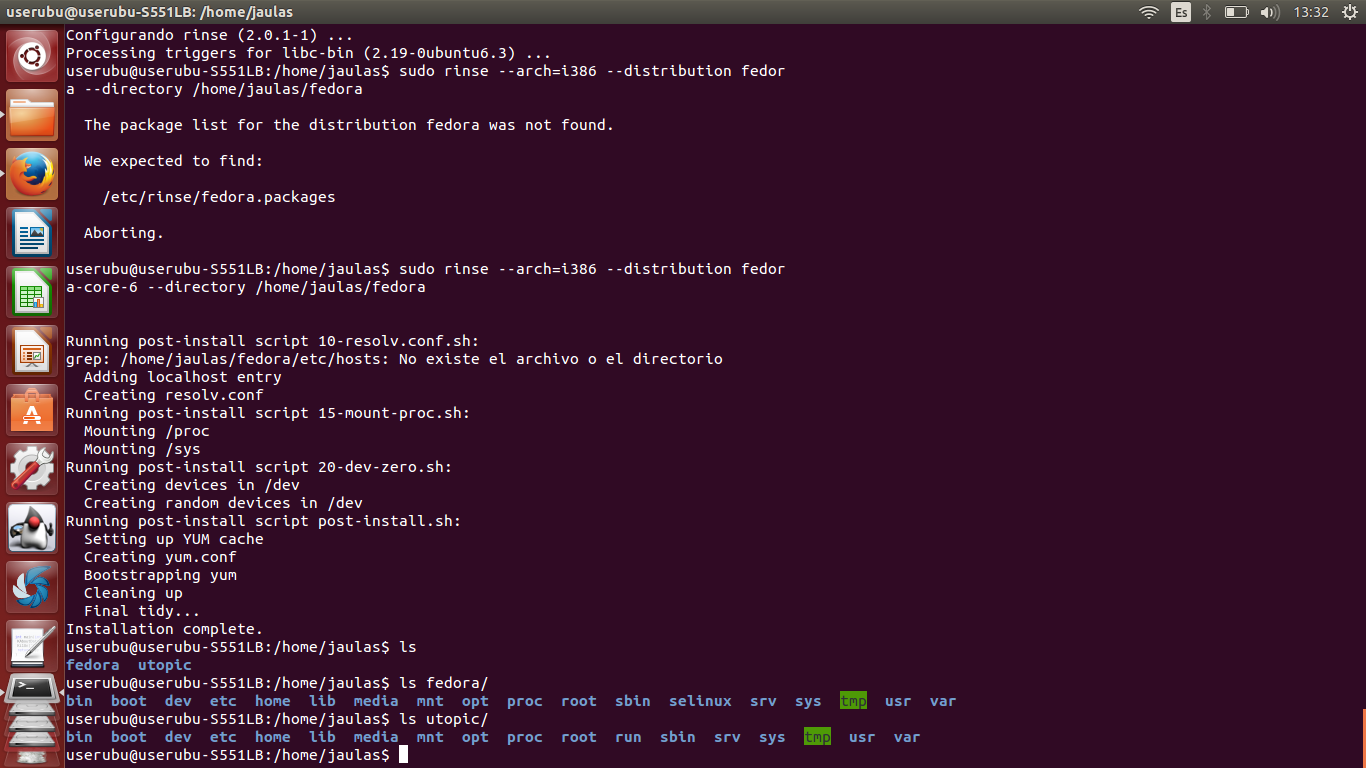 userubu@userubu-S551LB: /home/jaulas
Es
13:32
Configurando rinse (2.0.1-1) ...
Processing triggers for libc-bin (2.19-0ubuntu6.3) ...
userubu@userubu-S551LB:/home/jaulas$ sudo rinse --arch=i386 --distribution fedor
a --directory /home/jaulas/fedora
The package list for the distribution fedora was not found.
We expected to find:
/etc/rinse/fedora.packages
Aborting.
userubu@userubu-S551LB:/home/jaulas$ sudo rinse --arch=i386 --distribution fedor
a-core-6 --directory /home/jaulas/fedora
Running post-install script 10-resolv.conf.sh:
grep: /home/jaulas/fedora/etc/hosts: No existe el archivo o el directorio
Adding localhost entry
Creating resolv.conf
Running post-install script 15-mount-proc.sh:
Mounting /proc
Mounting /sys
Running post-install script 20-dev-zero.sh:
Creating devices in /dev
Creating random devices in /dev
Running post-install script post-install.sh:
Setting up YUM cache
Creating yum.conf
Bootstrapping yum
Cleaning up
Final tidy...
Installation complete.
userubu@userubu-S551LB:/home/jaulas$ ls
fedora utopic
userubu@userubu-S551LB:/home/jaulas$ ls fedora/
bin boot dev etc home lib media mnt opt proc root sbin selinux srv sys tmp usr var
userubu@userubu-S551LB:/home/jaulas$ ls utopic/
bin boot dev etc home lib media mnt opt proc root run sbin srv sys tmp usr var
userubu@userubu-S551LB:/home/jaulas$